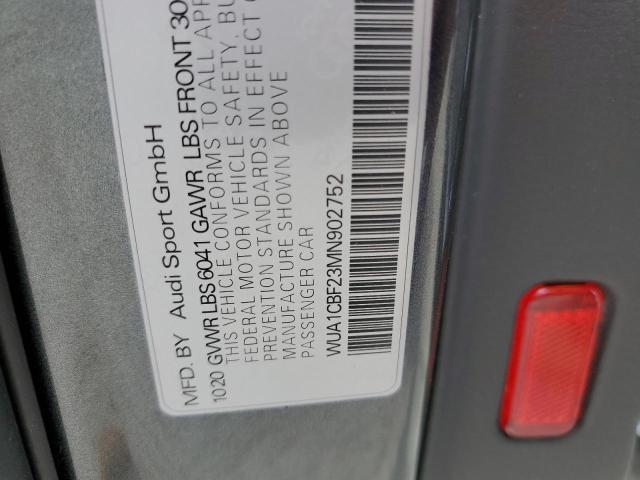 MFD. BY Audi Sport GmbH
1020 GVWR LBS 6041 GAWR LBS FRONT 30
THIS VEHICLE CONFORMS TO ALL APP
FEDERAL MOTOR VEHICLE SAFETY, BU
PREVENTION STANDARDS IN EFFECT O
MANUFACTURE SHOWN ABOVE
PASSENGER CAR
WUA1CBF23MN902752